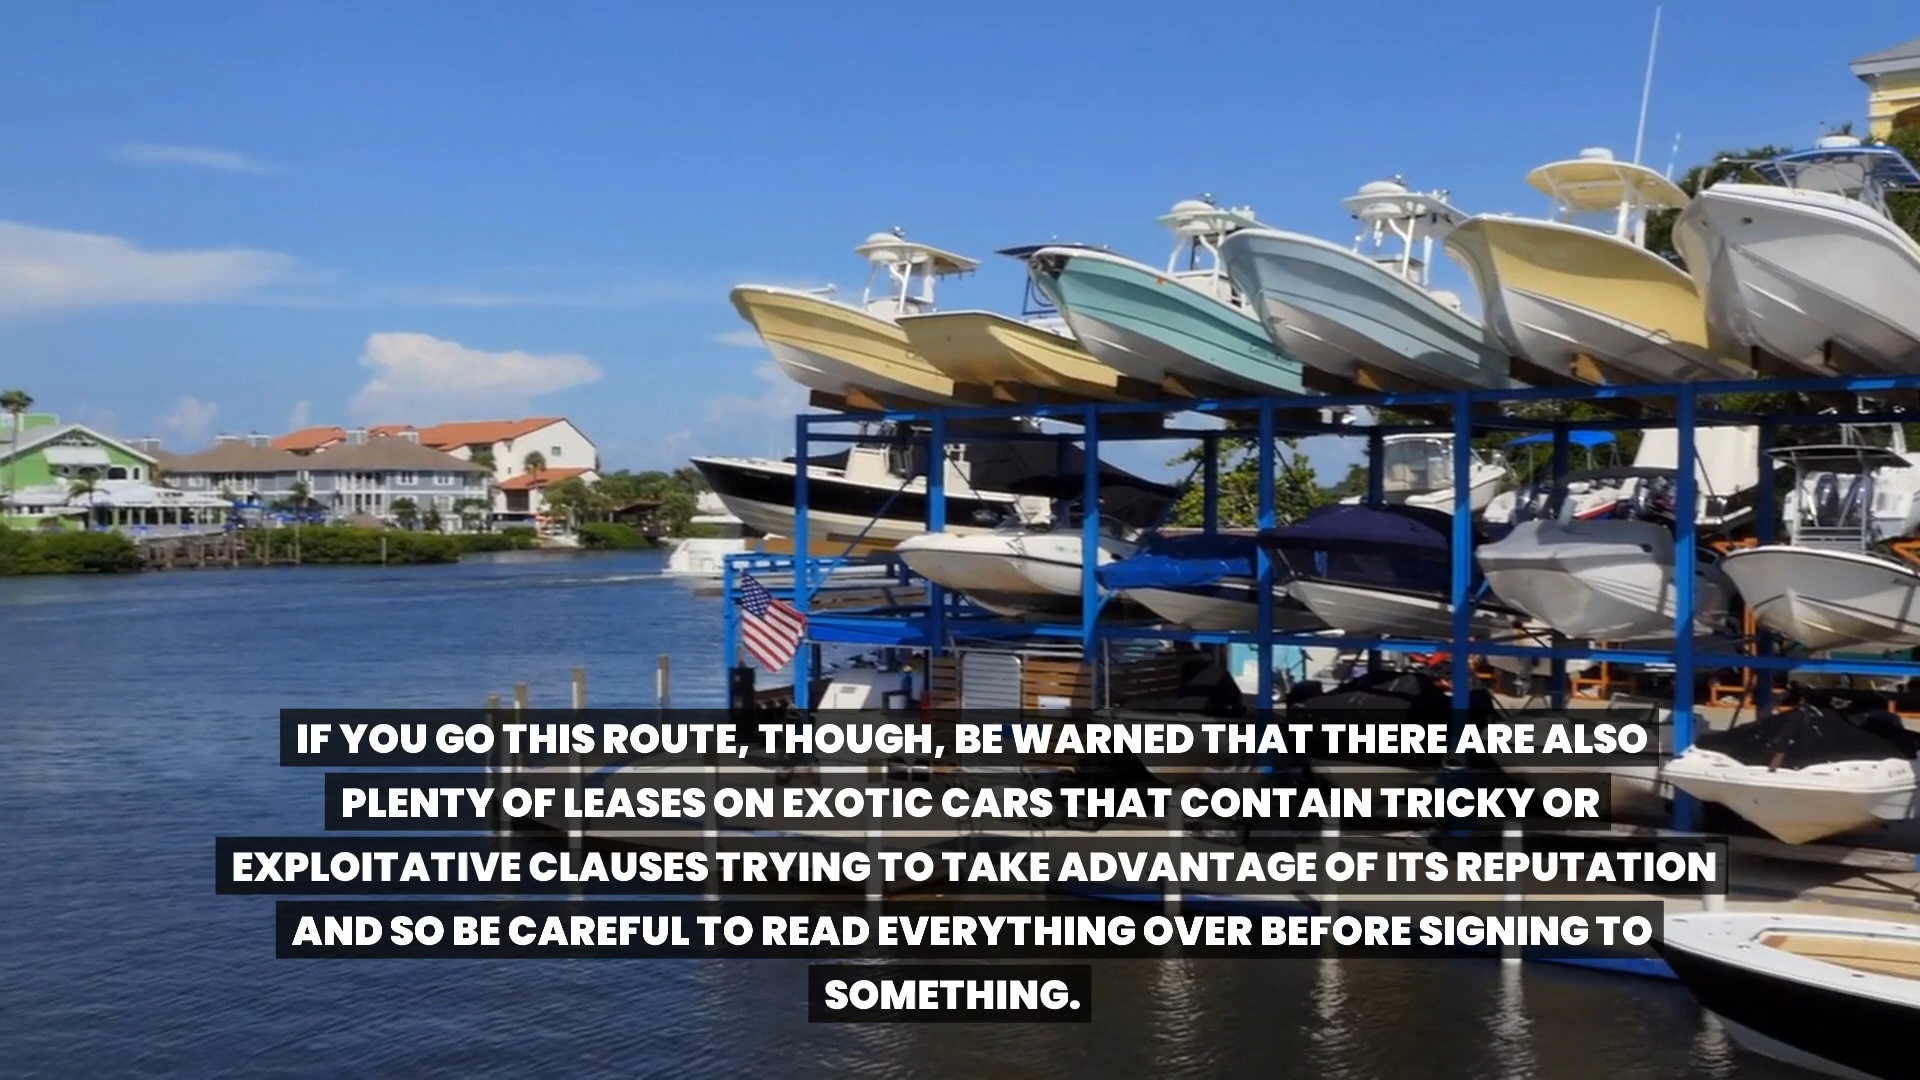 IF YOU GO THIS ROUTE, THOUGH, BE WARNED THAT THERE ARE ALSO
PLENTY OF LEASES ON EXOTIC CARS THAT CONTAIN TRICKY OR
EXPLOITATIVE CLAUSES TRYING TO TAKE ADVANTAGE OF ITS REPUTATION
AND SO BE CAREFUL TO READ EVERYTHING OVER BEFORE SIGNING TO
SOMETHING.